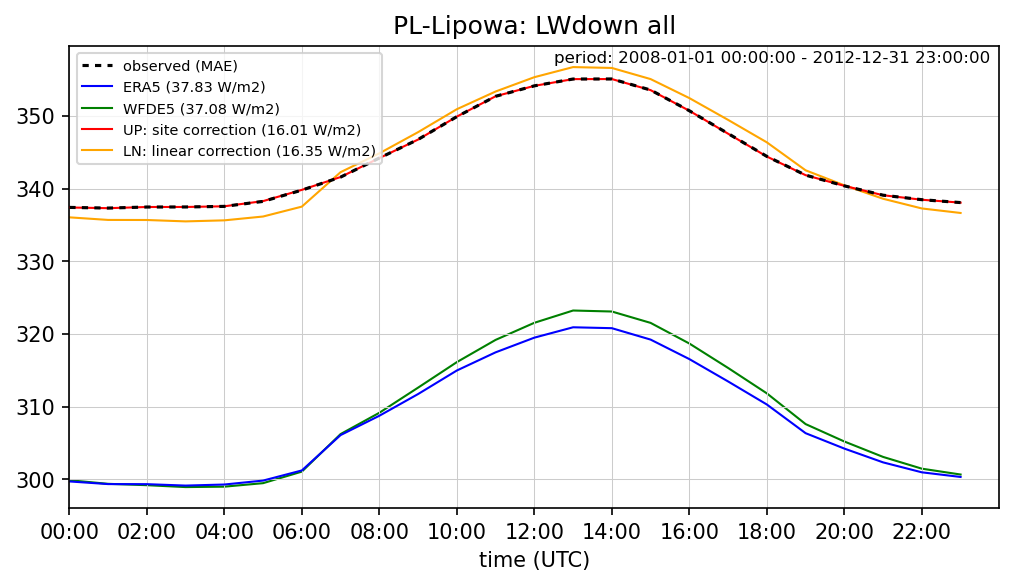 PL-Lipowa: LWdown all
period: 2008-01-01 00:00:00 - 2012-12-31 23:00:00
observed (MAE)
ERA5 (37.83 W/m2)
WFDE5 (37.08 W/m2)
UP: site correction (16.01 W/m2)
LN: linear correction (16.35 W/m2)
350
340
330
320
310
300
00:00 02:00 04:00 06:00 08:00 10:00 12:00 14:00 16:00 18:00 20:00 22:00
time (UTC)